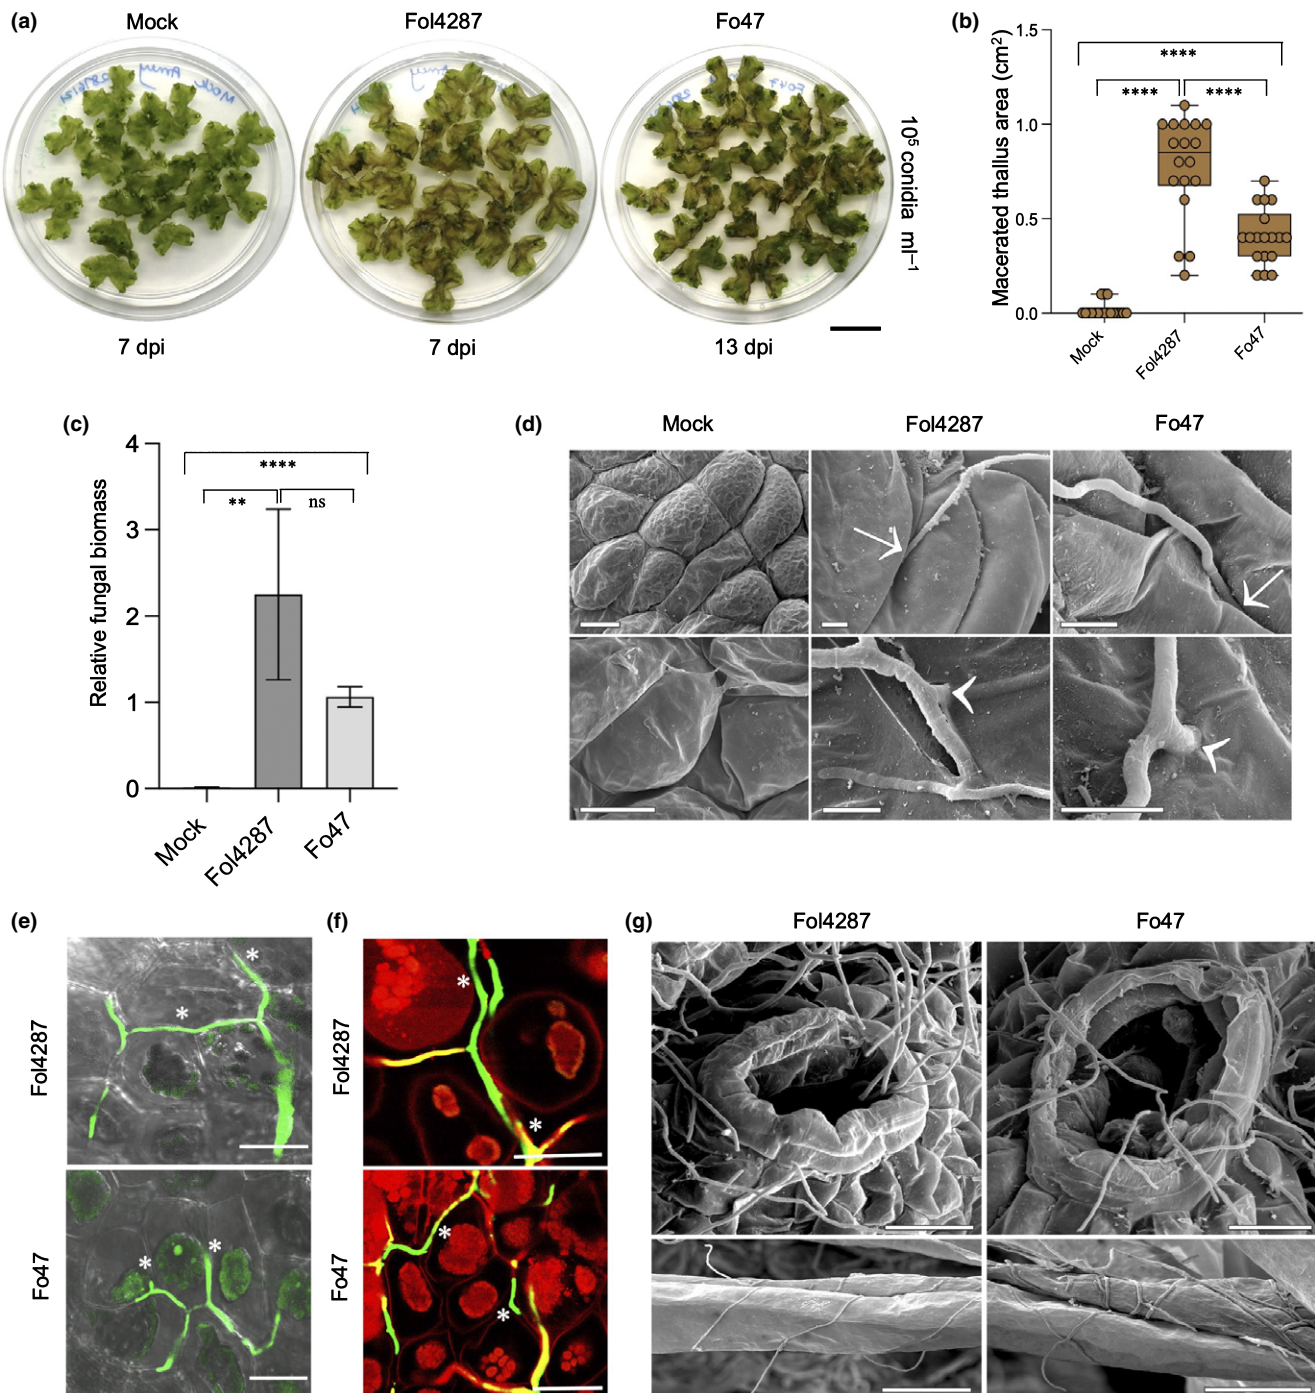 (a)
Mock
Fol4287
Fo47
10⁵ conidia ml⁻¹
7 dpi
7 dpi
13 dpi
(b)
Macerated thallus area (cm²)
1.5
1.0
0.5
0.0
****
****
****
Mock
Fol4287
Fo47
(c)
Relative fungal biomass
4
3
2
1
0
****
**
ns
Mock
Fol4287
Fo47
(d)
Mock
Fol4287
Fo47
(e)
Fol4287
*
*
Fo47
*
*
(f)
Fol4287
*
*
Fo47
*
*
(g)
Fol4287
Fo47